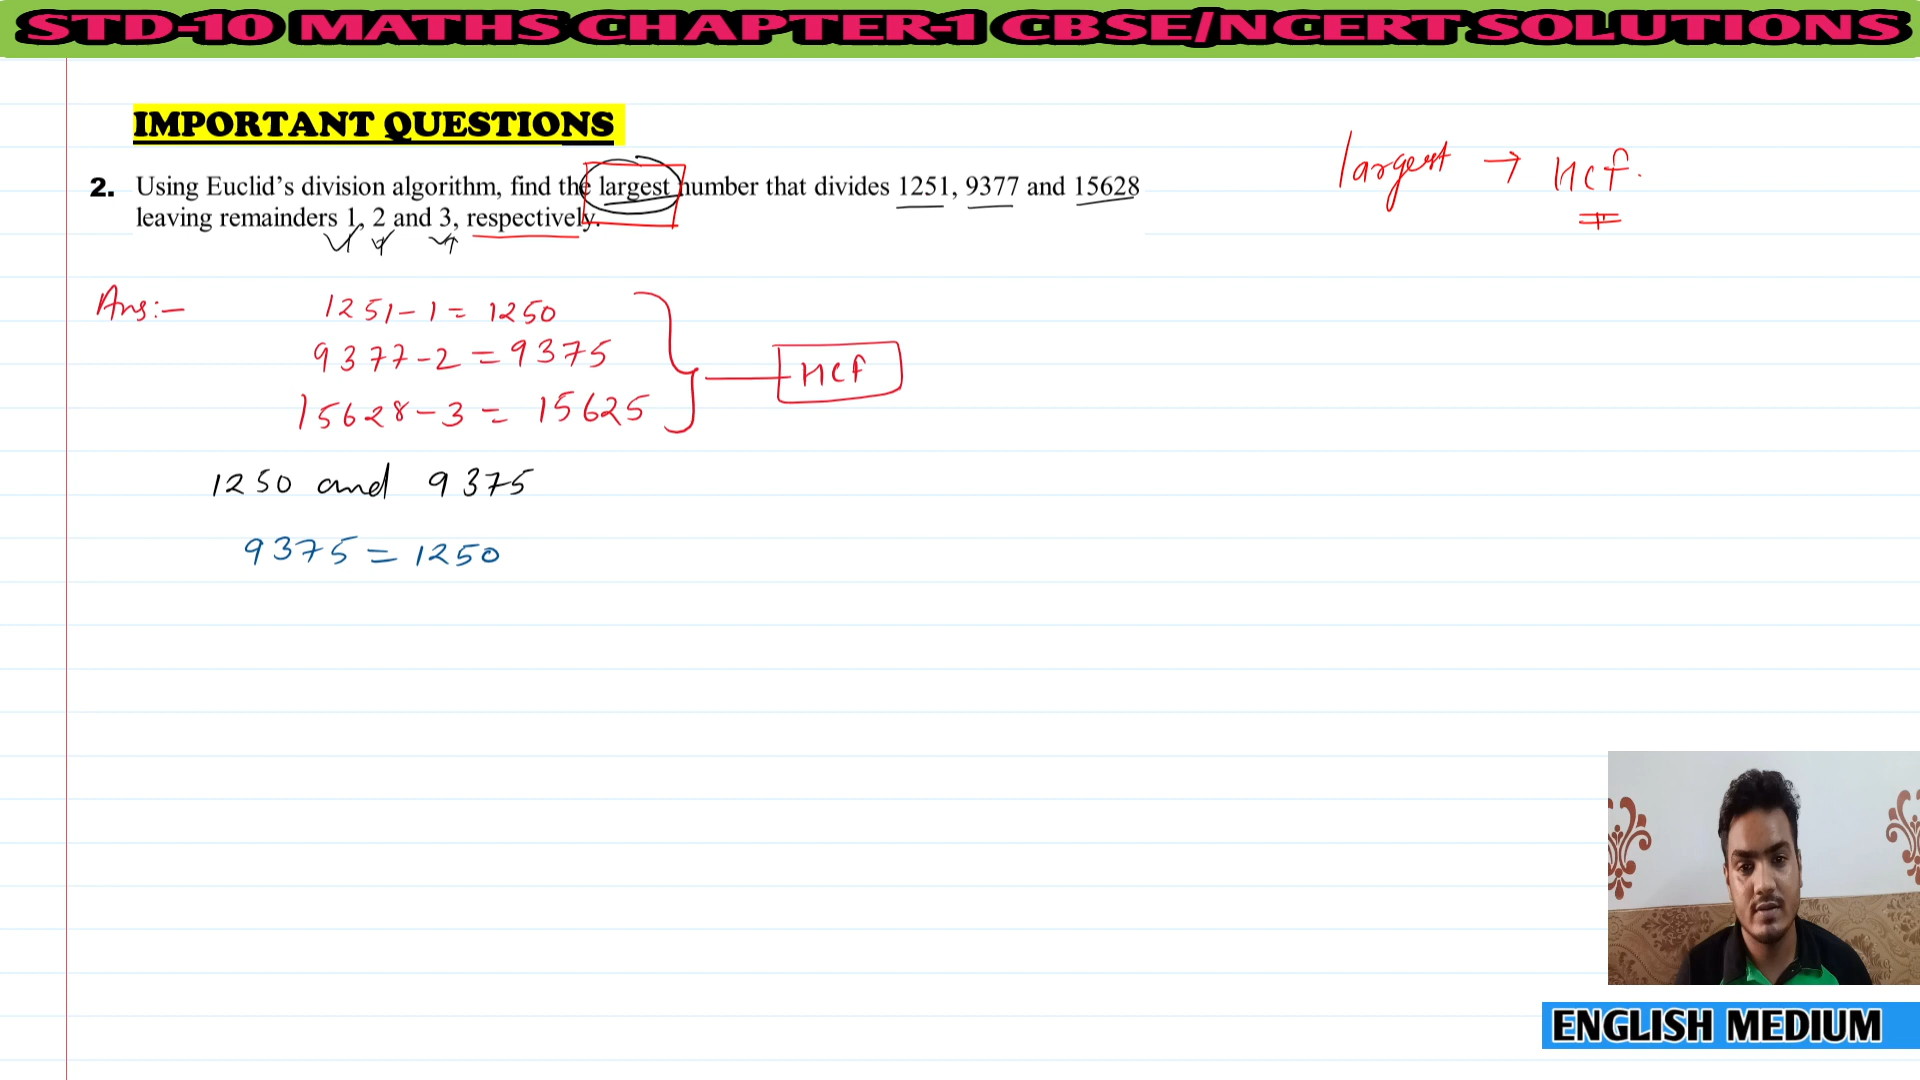 STD-10 MATHS CHAPTER-1 CBSE/NCERT SOLUTIONS
IMPORTANT QUESTIONS
2. Using Euclid's division algorithm, find the largest number that divides 1251, 9377 and 15628
leaving remainders 1, 2 and 3, respectively.
largest → HCF.
Ans:-
1251-1= 1250
9377-2=9375
15628-3= 15625
HCF
1250 and 9375
9375=1250
ENGLISH MEDIUM